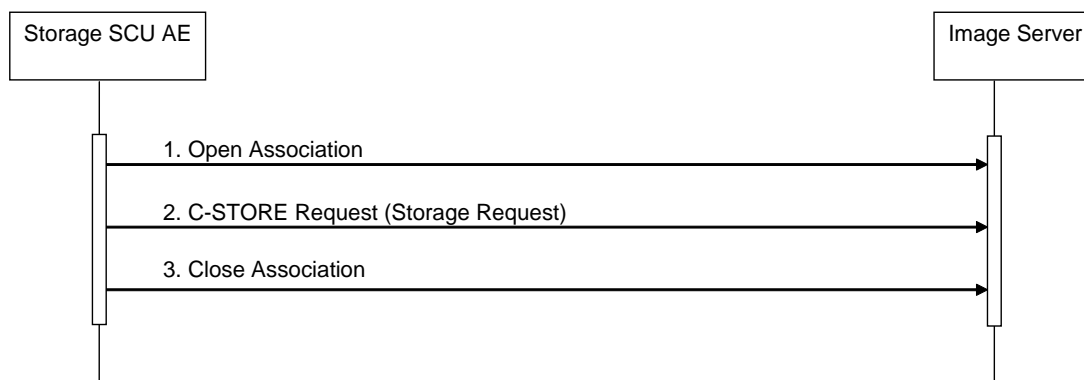 Storage SCU AE
Image Server
1. Open Association
2. C-STORE Request (Storage Request)
3. Close Association